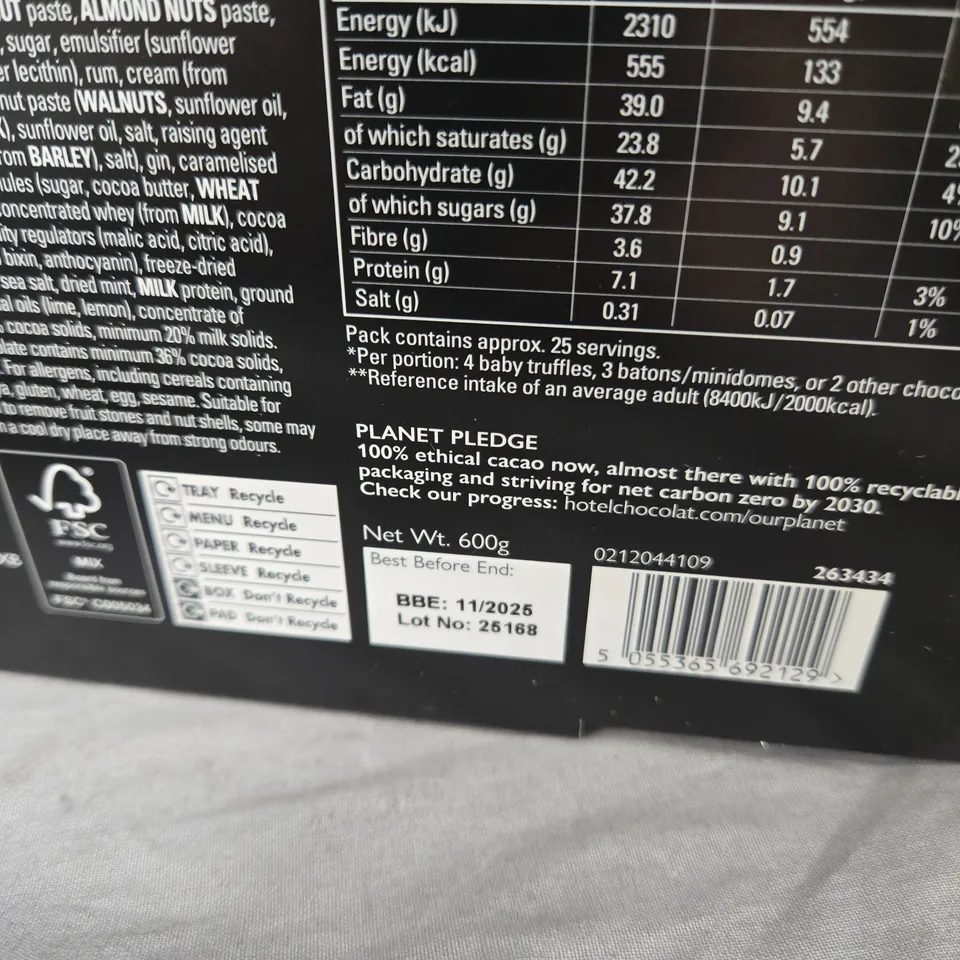 paste, ALMOND NUTS paste,
, sugar, emulsifier (sunflower
lecithin), rum, cream (from
nut paste (WALNUTS, sunflower oil,
), sunflower oil, salt, raising agent
from BARLEY), salt), gin, caramelised
(sugar, cocoa butter, WHEAT
concentrated whey (from MILK), cocoa
regulators (malic acid, citric acid),
bixin, anthocyanin), freeze-dried
sea salt, dried mint, MILK protein, ground
oils (lime, lemon), concentrate of
cocoa solids, minimum 20% milk solids.
contains minimum 36% cocoa solids,
. For allergens, including cereals containing
gluten, wheat, egg, sesame. Suitable for
to remove fruit stones and nut shells, some may
in a cool dry place away from strong odours.
Energy (kJ) 2310 554
Energy (kcal) 555 133
Fat (g) 39.0 9.4
of which saturates (g) 23.8 5.7
Carbohydrate (g) 42.2 10.1
of which sugars (g) 37.8 9.1 10%
Fibre (g) 3.6 0.9
Protein (g) 7.1 1.7 3%
Salt (g) 0.31 0.07 1%
Pack contains approx. 25 servings.
*Per portion: 4 baby truffles, 3 batons/minidomes, or 2 other choco
**Reference intake of an average adult (8400kJ/2000kcal).
PLANET PLEDGE
100% ethical cacao now, almost there with 100% recyclabl
packaging and striving for net carbon zero by 2030.
Check our progress: hotelchocolat.com/ourplanet
FSC
MIX
Board from
responsible sources
FSC® C005024
TRAY Recycle
MENU Recycle
PAPER Recycle
SLEEVE Recycle
BOX Don't Recycle
PAD Don't Recycle
Net Wt. 600g
Best Before End:
BBE: 11/2025
Lot No: 25168
0212044109
263434
5 055365 692129 >